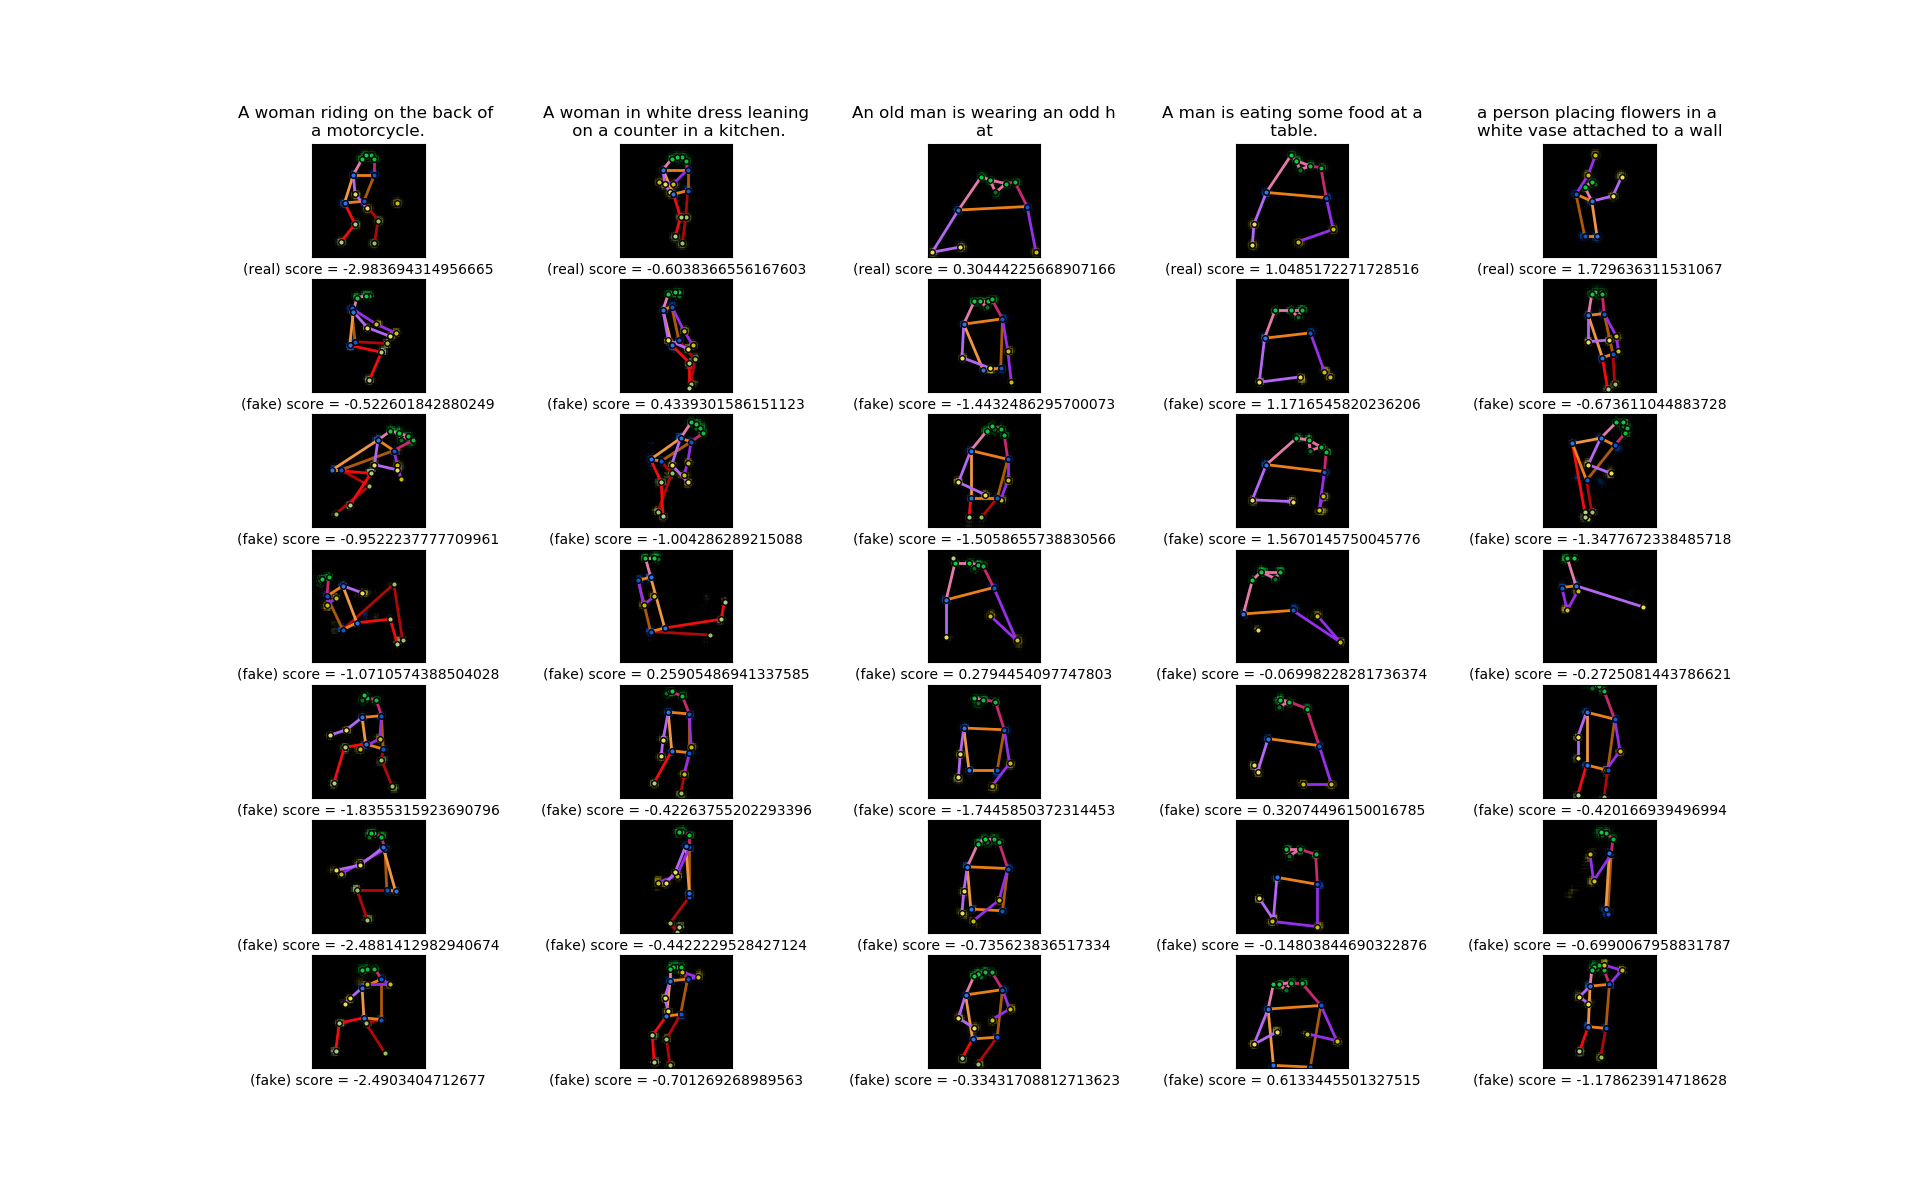 A woman riding on the back of
a motorcycle.
A woman in white dress leaning
on a counter in a kitchen.
An old man is wearing an odd h
at
A man is eating some food at a
table.
a person placing flowers in a
white vase attached to a wall
(real) score = -2.983694314956665
(real) score = -0.6038366556167603
(real) score = 0.30444225668907166
(real) score = 1.0485172271728516
(real) score = 1.729636311531067
(fake) score = -0.522601842880249
(fake) score = 0.4339301586151123
(fake) score = -1.4432486295700073
(fake) score = 1.1716545820236206
(fake) score = -0.673611044883728
(fake) score = -0.9522237777709961
(fake) score = -1.004286289215088
(fake) score = -1.5058655738830566
(fake) score = 1.5670145750045776
(fake) score = -1.3477672338485718
(fake) score = -1.0710574388504028
(fake) score = 0.25905486941337585
(fake) score = 0.2794454097747803
(fake) score = -0.06998228281736374
(fake) score = -0.2725081443786621
(fake) score = -1.8355315923690796
(fake) score = -0.42263755202293396
(fake) score = -1.7445850372314453
(fake) score = 0.32074496150016785
(fake) score = -0.420166939496994
(fake) score = -2.4881412982940674
(fake) score = -0.4422229528427124
(fake) score = -0.735623836517334
(fake) score = -0.14803844690322876
(fake) score = -0.6990067958831787
(fake) score = -2.4903404712677
(fake) score = -0.701269268989563
(fake) score = -0.33431708812713623
(fake) score = 0.6133445501327515
(fake) score = -1.178623914718628